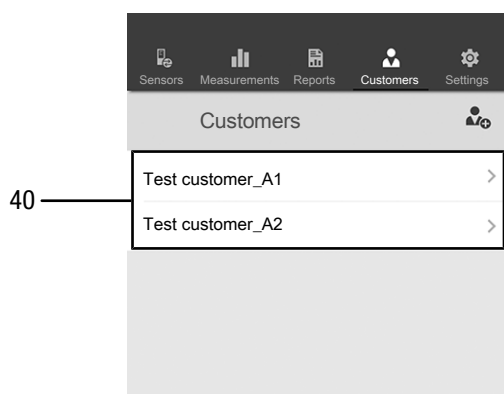 Sensors Measurements Reports Customers Settings
Customers
40
Test customer_A1
Test customer_A2